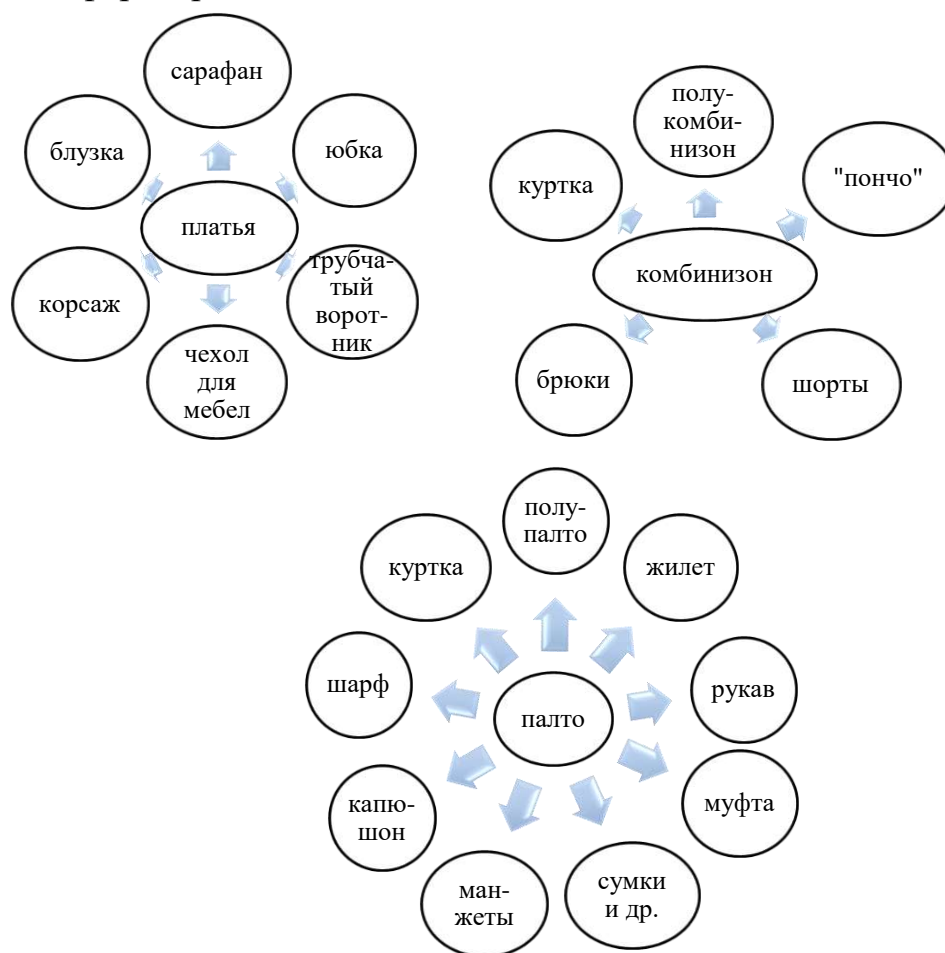 сарафан
блузка
юбка
платья
корсаж
трубча-
тый
ворот-
ник
чехол
для
мебел
полу-
комби-
низон
куртка
"пончо"
комбинизон
брюки
шорты
полу-
палто
куртка
жилет
шарф
рукав
палто
капю-
шон
муфта
ман-
жеты
сумки
и др.